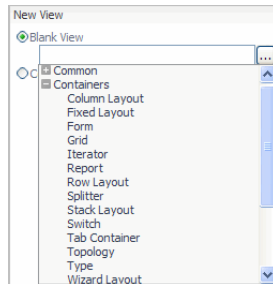 New View
Blank View
...
C
Common
Containers
Column Layout
Fixed Layout
Form
Grid
Iterator
Report
Row Layout
Splitter
Stack Layout
Switch
Tab Container
Topology
Type
Wizard Layout